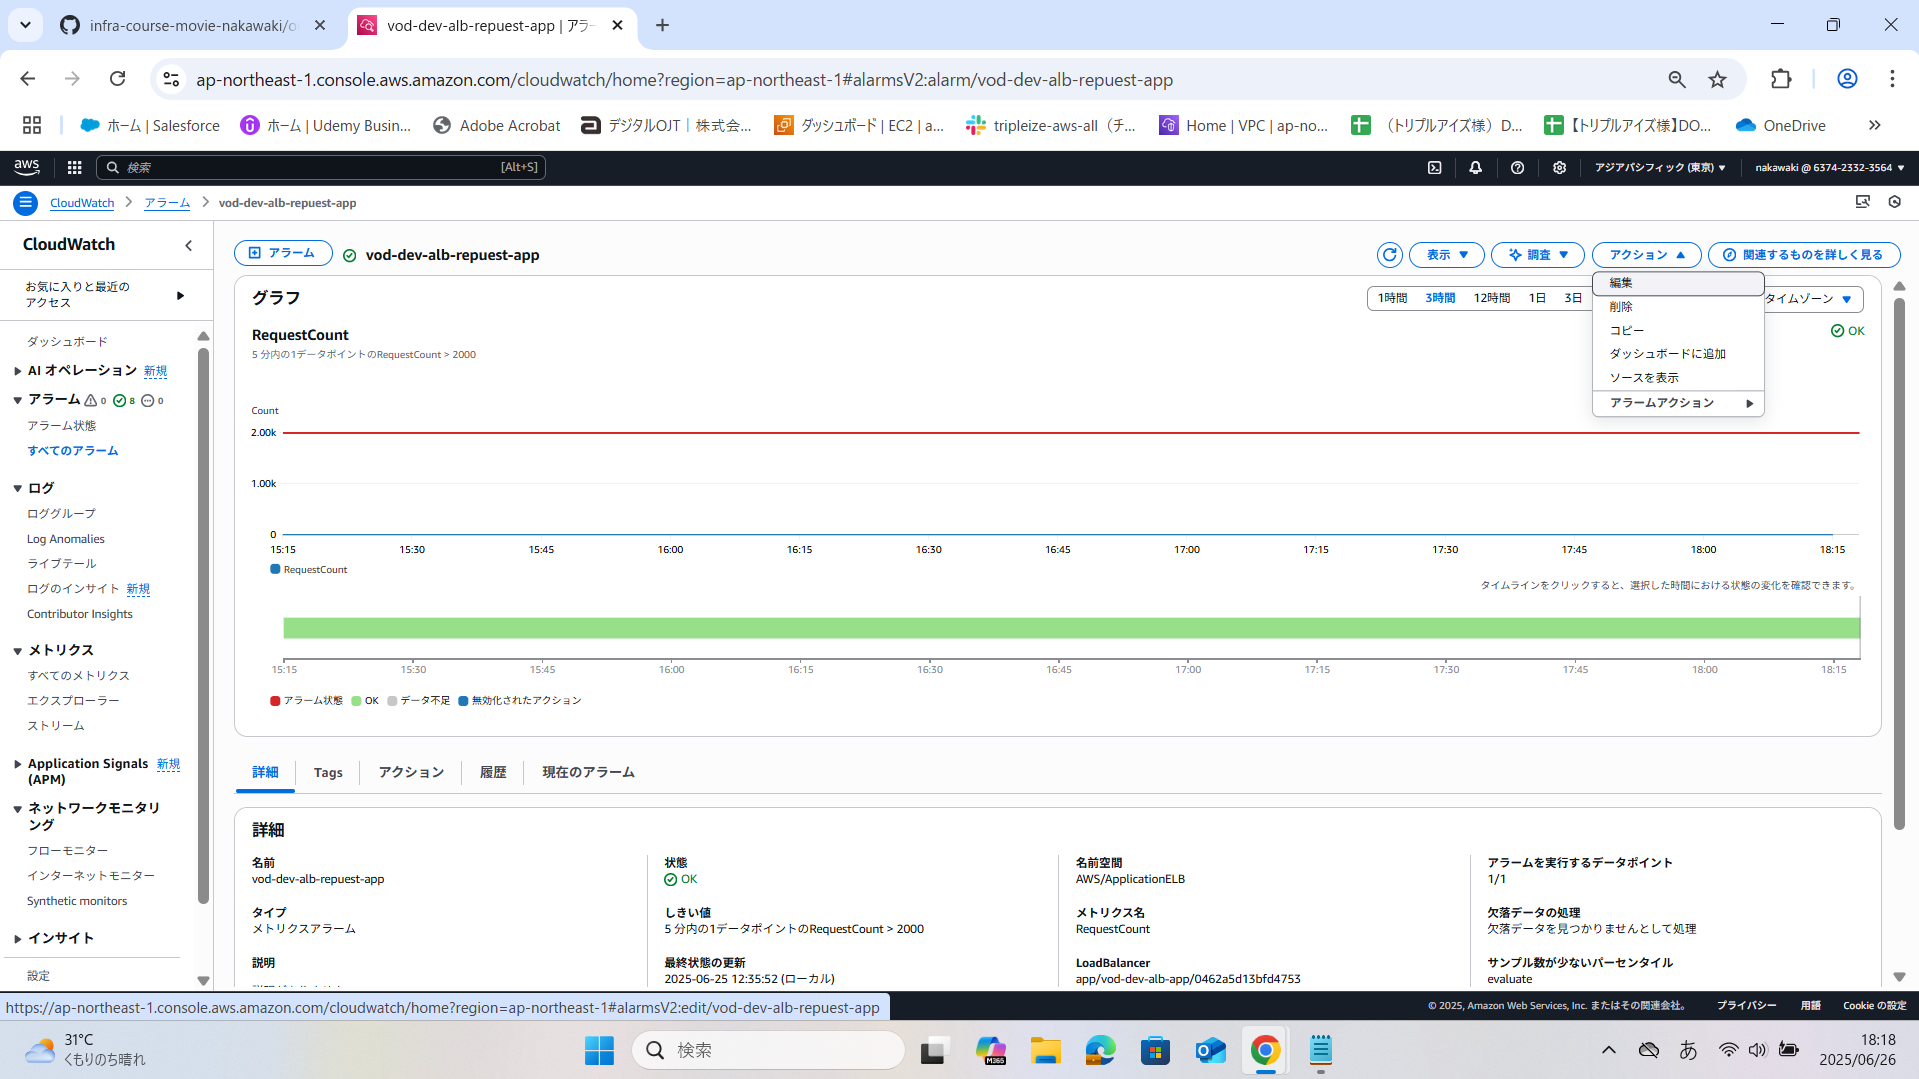 infra-course-movie-nakawaki/o
vod-dev-alb-repuest-app | アラー
ap-northeast-1.console.aws.amazon.com/cloudwatch/home?region=ap-northeast-1#alarmsV2:alarm/vod-dev-alb-repuest-app
ホーム | Salesforce
ホーム | Udemy Busin...
Adobe Acrobat
デジタルOJT｜株式会...
ダッシュボード | EC2 | a...
tripleize-aws-all（チ...
Home | VPC | ap-no...
（トリプルアイズ様）D...
【トリプルアイズ様】DO...
OneDrive
aws
検索
[Alt+S]
アジアパシフィック (東京) ▼
nakawaki @ 6374-2332-3564 ▼
CloudWatch
アラーム
vod-dev-alb-repuest-app
CloudWatch
お気に入りと最近の
アクセス
ダッシュボード
AI オペレーション 新規
アラーム 0 8 0
アラーム状態
すべてのアラーム
ログ
ロググループ
Log Anomalies
ライブテール
ログのインサイト 新規
Contributor Insights
メトリクス
すべてのメトリクス
エクスプローラー
ストリーム
Application Signals 新規
(APM)
ネットワークモニタリ
ング
フローモニター
インターネットモニター
Synthetic monitors
インサイト
設定
アラーム
vod-dev-alb-repuest-app
表示
調査
アクション
関連するものを詳しく見る
グラフ
1時間
3時間
12時間
1日
3日
タイムゾーン
編集
削除
コピー
ダッシュボードに追加
ソースを表示
アラームアクション
RequestCount
OK
5 分内の1データポイントのRequestCount > 2000
Count
2.00k
1.00k
0
15:15 15:30 15:45 16:00 16:15 16:30 16:45 17:00 17:15 17:30 17:45 18:00 18:15
RequestCount
タイムラインをクリックすると、選択した時間における状態の変化を確認できます。
15:15 15:30 15:45 16:00 16:15 16:30 16:45 17:00 17:15 17:30 17:45 18:00 18:15
アラーム状態 OK データ不足 無効化されたアクション
詳細
Tags
アクション
履歴
現在のアラーム
詳細
名前
vod-dev-alb-repuest-app
タイプ
メトリクスアラーム
説明
状態
OK
しきい値
5 分内の1データポイントのRequestCount > 2000
最終状態の更新
2025-06-25 12:35:52 (ローカル)
名前空間
AWS/ApplicationELB
メトリクス名
RequestCount
LoadBalancer
app/vod-dev-alb-app/0462a5d13bfd4753
アラームを実行するデータポイント
1/1
欠落データの処理
欠落データを見つかりませんとして処理
サンプル数が少ないパーセンタイル
evaluate
https://ap-northeast-1.console.aws.amazon.com/cloudwatch/home?region=ap-northeast-1#alarmsV2:edit/vod-dev-alb-repuest-app
© 2025, Amazon Web Services, Inc. またはその関連会社。
プライバシー
用語
Cookie の設定
31°C
くもりのち晴れ
検索
M365
あ
18:18
2025/06/26